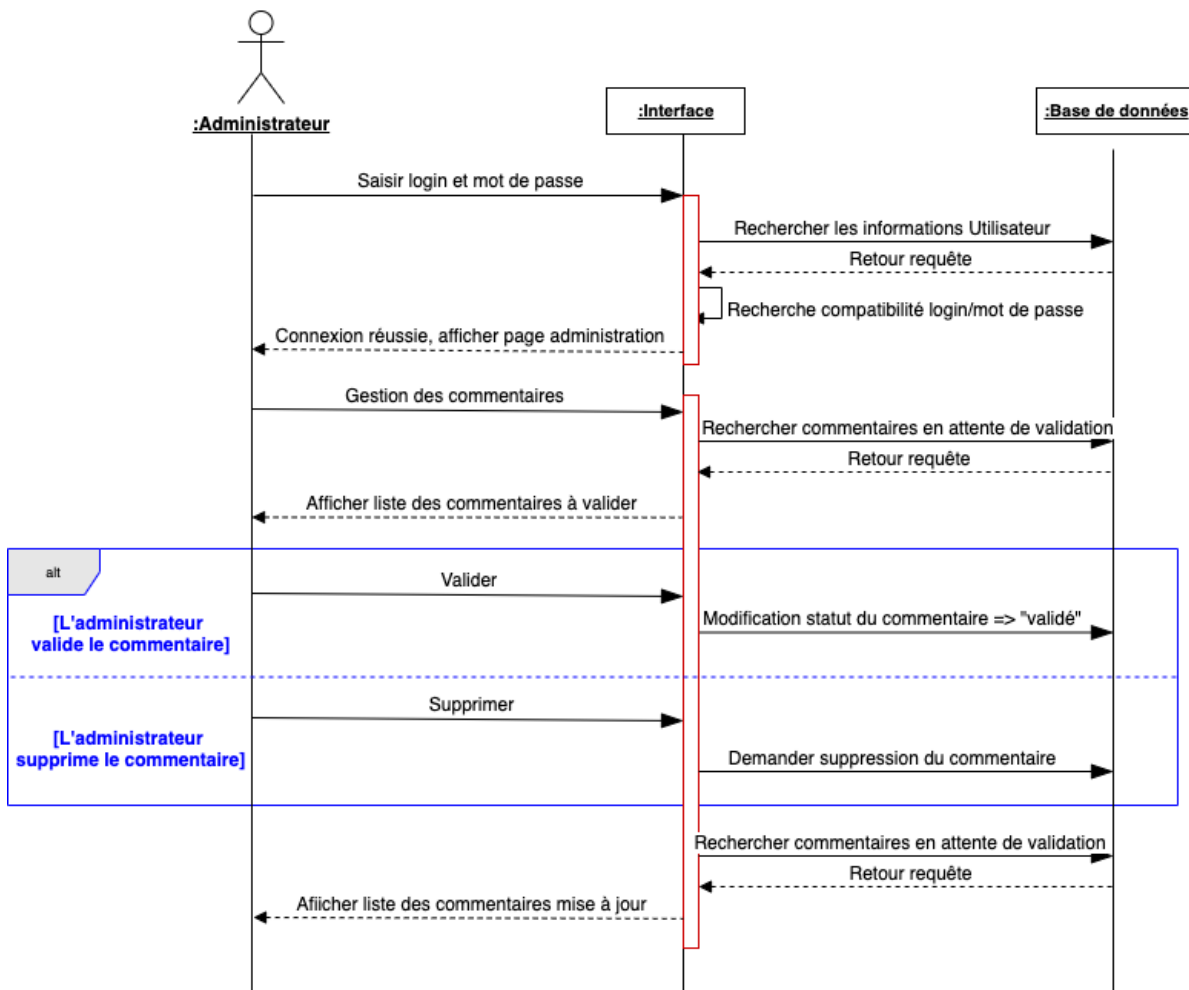 :Administrateur
:Interface
:Base de données
Saisir login et mot de passe
Rechercher les informations Utilisateur
Retour requête
Recherche compatibilité login/mot de passe
Connexion réussie, afficher page administration
Gestion des commentaires
Rechercher commentaires en attente de validation
Retour requête
Afficher liste des commentaires à valider
alt
Valider
[L'administrateur
valide le commentaire]
Modification statut du commentaire => "validé"
Supprimer
[L'administrateur
supprime le commentaire]
Demander suppression du commentaire
Rechercher commentaires en attente de validation
Retour requête
Afiicher liste des commentaires mise à jour